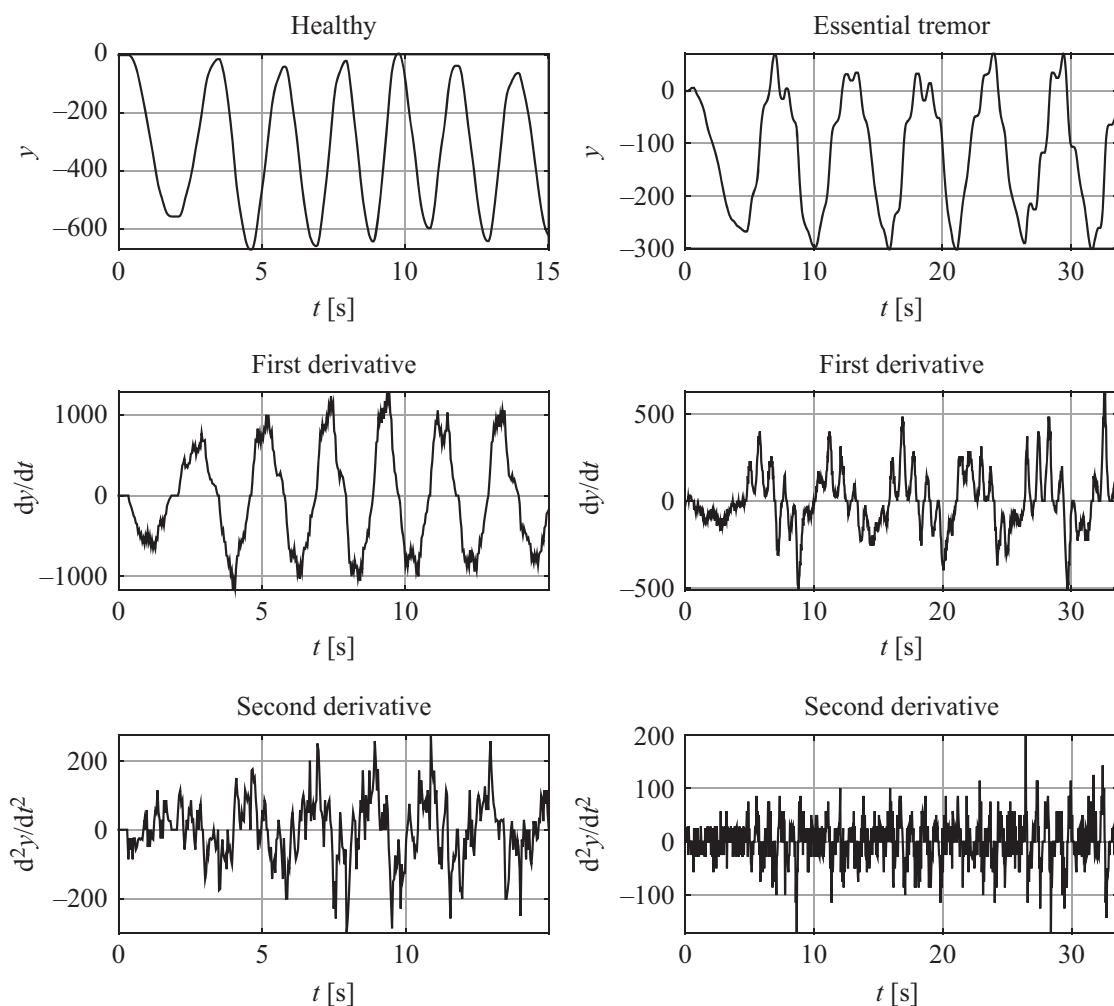 Healthy
0
−200
−400
−600
y
0
5
10
15
t [s]
Essential tremor
0
−100
−200
−300
y
0
10
20
30
t [s]
First derivative
1000
0
−1000
dy/dt
0
5
10
t [s]
First derivative
500
0
−500
dy/dt
0
10
20
30
t [s]
Second derivative
200
0
−200
d²y/dt²
0
5
10
t [s]
Second derivative
200
100
0
−100
d²y/dt²
0
10
20
30
t [s]